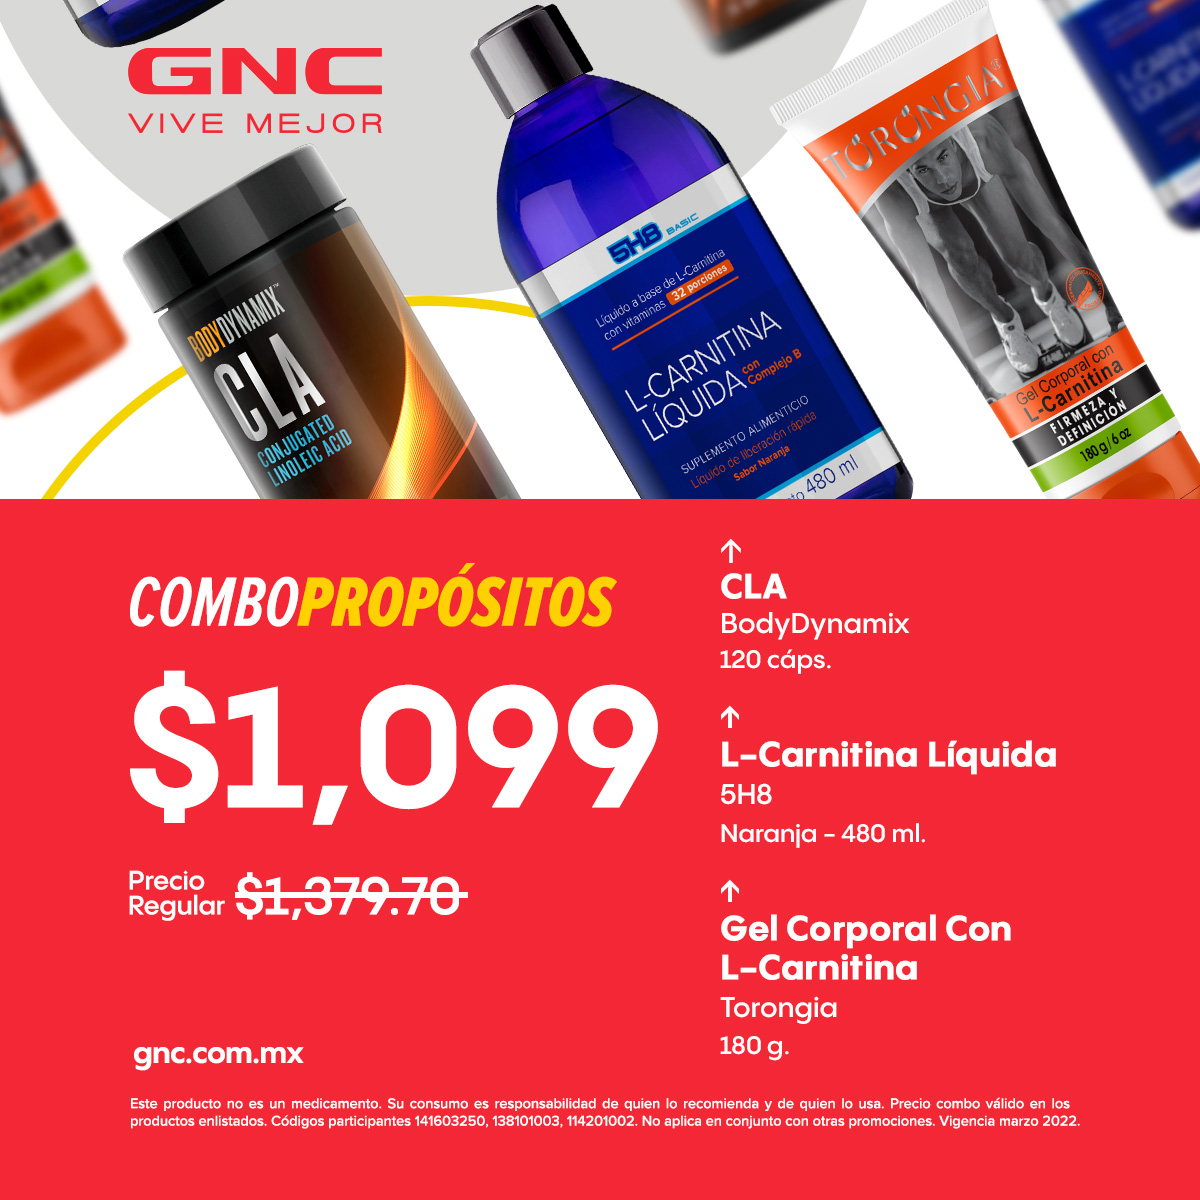 GNC
VIVE MEJOR
BODYDYNAMIX™
CLA
CONJUGATED
LINOLEIC ACID
5H8 BASIC
Líquido a base de L-Carnitina
con vitaminas 32 porciones
L-CARNITINA
LÍQUIDA con
Complejo B
SUPLEMENTO ALIMENTICIO
Líquido de liberación rápida
Sabor Naranja
480 ml
TORONGIA
Gel Corporal con
L-Carnitina
FIRMEZA Y
DEFINICIÓN
180g/6oz
COMBOPROPÓSITOS
$1,099
Precio
Regular $1,379.70
↑
CLA
BodyDynamix
120 cáps.
↑
L-Carnitina Líquida
5H8
Naranja - 480 ml.
↑
Gel Corporal Con
L-Carnitina
Torongia
180 g.
gnc.com.mx
Este producto no es un medicamento. Su consumo es responsabilidad de quien lo recomienda y de quien lo usa. Precio combo válido en los
productos enlistados. Códigos participantes 141603250, 138101003, 114201002. No aplica en conjunto con otras promociones. Vigencia marzo 2022.